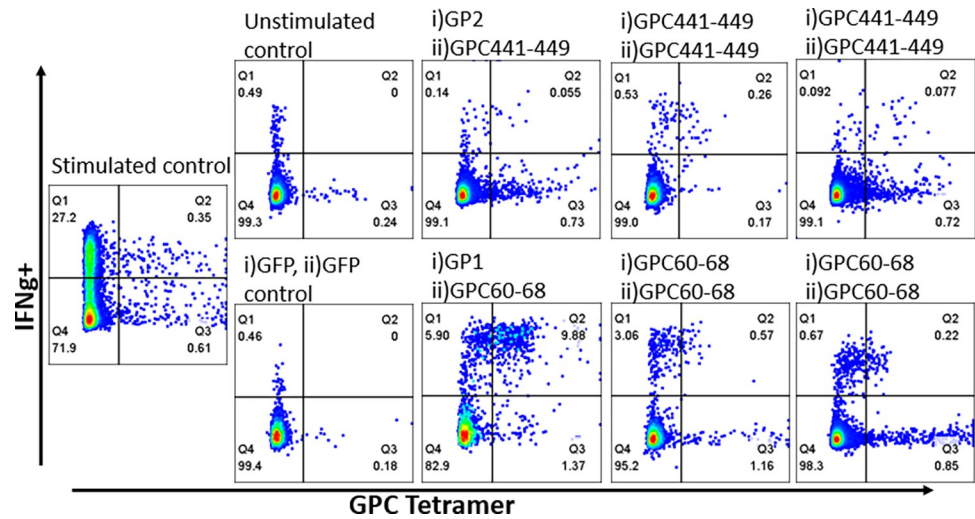 Unstimulated
control
i)GP2
ii)GPC441-449
i)GPC441-449
ii)GPC441-449
i)GPC441-449
ii)GPC441-449
Q1
0.49
Q2
0
Q4
99.3
Q3
0.24
Q1
0.14
Q2
0.055
Q4
99.1
Q3
0.73
Q1
0.53
Q2
0.26
Q4
99.0
Q3
0.17
Q1
0.092
Q2
0.077
Q4
99.1
Q3
0.72
Stimulated control
Q1
27.2
Q2
0.35
Q4
71.9
Q3
0.61
i)GFP, ii)GFP
control
i)GP1
ii)GPC60-68
i)GPC60-68
ii)GPC60-68
i)GPC60-68
ii)GPC60-68
Q1
0.46
Q2
0
Q4
99.4
Q3
0.18
Q1
5.90
Q2
9.88
Q4
82.9
Q3
1.37
Q1
3.06
Q2
0.57
Q4
95.2
Q3
1.16
Q1
0.67
Q2
0.22
Q4
98.3
Q3
0.85
IFNg+
GPC Tetramer